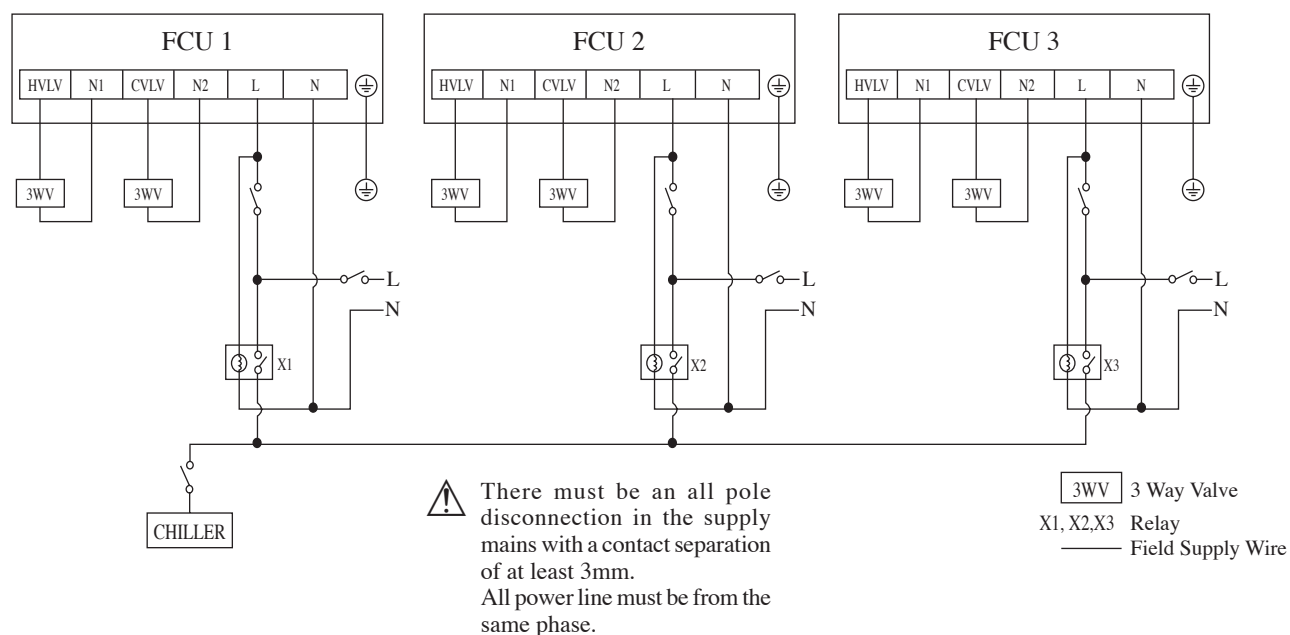 FCU 1
FCU 2
FCU 3
HVLV N1 CVLV N2 L N
HVLV N1 CVLV N2 L N
HVLV N1 CVLV N2 L N
3WV 3WV
3WV 3WV
3WV 3WV
L
N
L
N
L
N
X1
X2
X3
CHILLER
There must be an all pole
disconnection in the supply
mains with a contact separation
of at least 3mm.
All power line must be from the
same phase.
3WV 3 Way Valve
X1, X2,X3 Relay
Field Supply Wire